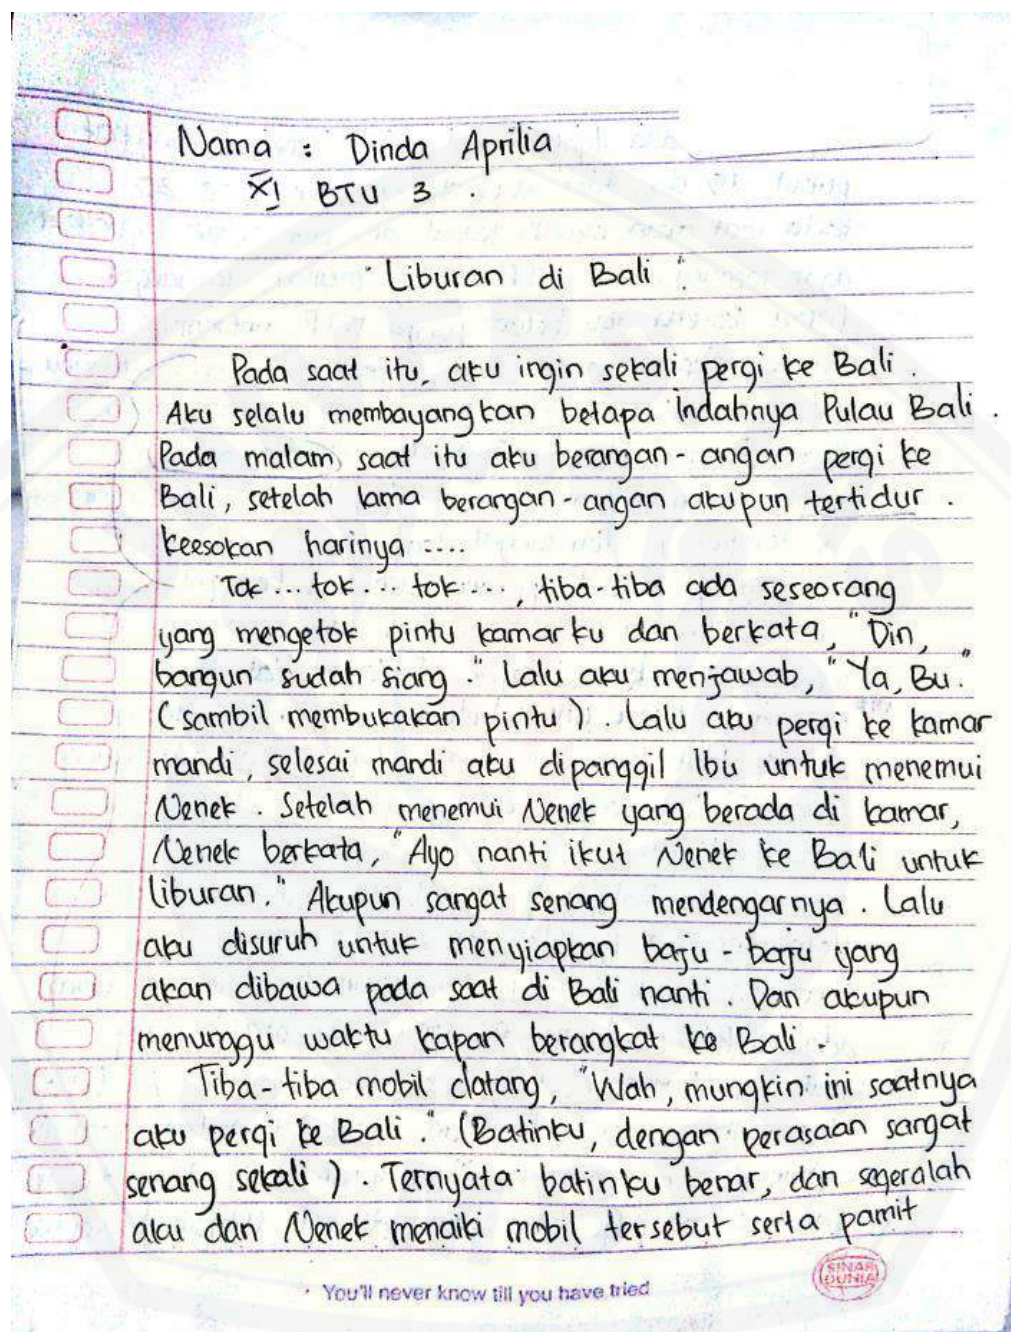 Nama : Dinda Aprilia
XI BTU 3 .
"Liburan di Bali"
Pada saat itu, aku ingin sekali pergi ke Bali .
Aku selalu membayangkan betapa Indahnya Pulau Bali .
Pada malam saat itu aku berangan-angan pergi ke
Bali, setelah lama berangan-angan akupun tertidur .
keesokan harinya ....
Tok ... tok ... tok ... , tiba-tiba ada seseorang
yang mengetok pintu kamarku dan berkata, "Din,
bangun sudah siang ." Lalu aku menjawab, "Ya, Bu."
(sambil membukakan pintu) . Lalu aku pergi ke kamar
mandi, selesai mandi aku dipanggil Ibu untuk menemui
Nenek . Setelah menemui Nenek yang berada di kamar,
Nenek berkata, "Ayo nanti ikut Nenek ke Bali untuk
liburan." Akupun sangat senang mendengarnya . Lalu
aku disuruh untuk menyiapkan baju-baju yang
akan dibawa pada saat di Bali nanti . Dan akupun
menunggu waktu kapan berangkat ke Bali .
Tiba-tiba mobil datang, "Wah, mungkin ini saatnya
aku pergi ke Bali ." (Batinku, dengan perasaan sangat
senang sekali) . Ternyata batinku benar, dan segeralah
aku dan Nenek menaiki mobil tersebut serta pamit
You'll never know till you have tried
SINAR
DUNIA